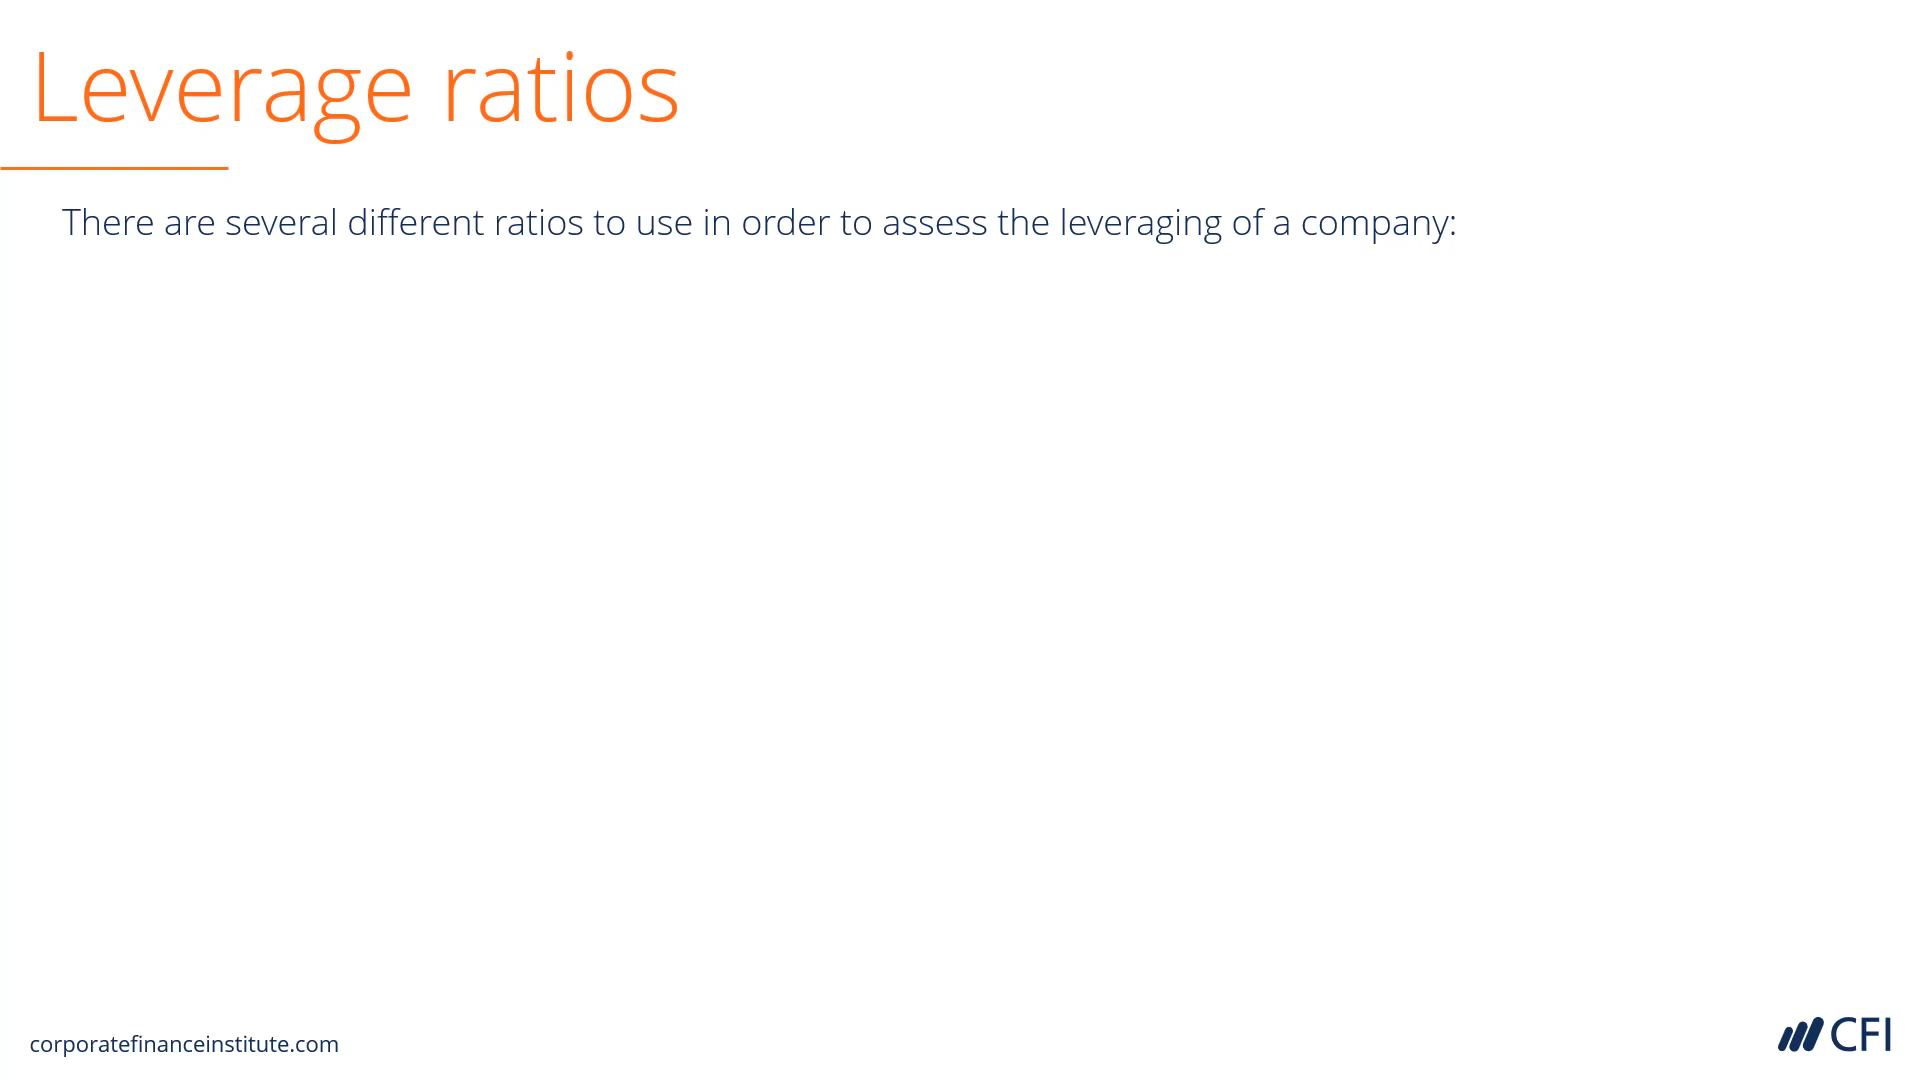 Leverage ratios
There are several different ratios to use in order to assess the leveraging of a company:
corporatefinanceinstitute.com
CFI